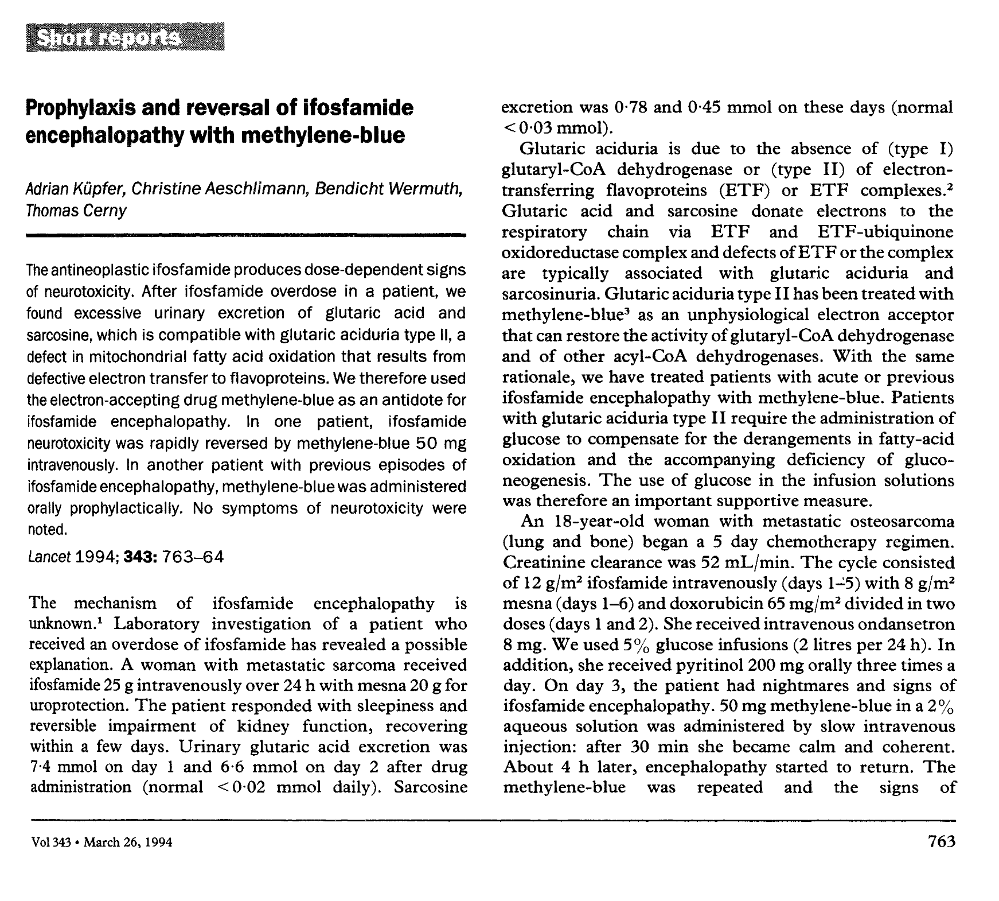 Short reports
Prophylaxis and reversal of ifosfamide
encephalopathy with methylene-blue
Adrian Küpfer, Christine Aeschlimann, Bendicht Wermuth,
Thomas Cerny
The antineoplastic ifosfamide produces dose-dependent signs
of neurotoxicity. After ifosfamide overdose in a patient, we
found excessive urinary excretion of glutaric acid and
sarcosine, which is compatible with glutaric aciduria type II, a
defect in mitochondrial fatty acid oxidation that results from
defective electron transfer to flavoproteins. We therefore used
the electron-accepting drug methylene-blue as an antidote for
ifosfamide encephalopathy. In one patient, ifosfamide
neurotoxicity was rapidly reversed by methylene-blue 50 mg
intravenously. In another patient with previous episodes of
ifosfamide encephalopathy, methylene-blue was administered
orally prophylactically. No symptoms of neurotoxicity were
noted.
Lancet 1994; 343: 763–64
The mechanism of ifosfamide encephalopathy is
unknown.¹ Laboratory investigation of a patient who
received an overdose of ifosfamide has revealed a possible
explanation. A woman with metastatic sarcoma received
ifosfamide 25 g intravenously over 24 h with mesna 20 g for
uroprotection. The patient responded with sleepiness and
reversible impairment of kidney function, recovering
within a few days. Urinary glutaric acid excretion was
7·4 mmol on day 1 and 6·6 mmol on day 2 after drug
administration (normal <0·02 mmol daily). Sarcosine
excretion was 0·78 and 0·45 mmol on these days (normal
<0·03 mmol).
Glutaric aciduria is due to the absence of (type I)
glutaryl-CoA dehydrogenase or (type II) of electron-
transferring flavoproteins (ETF) or ETF complexes.²
Glutaric acid and sarcosine donate electrons to the
respiratory chain via ETF and ETF-ubiquinone
oxidoreductase complex and defects of ETF or the complex
are typically associated with glutaric aciduria and
sarcosinuria. Glutaric aciduria type II has been treated with
methylene-blue³ as an unphysiological electron acceptor
that can restore the activity of glutaryl-CoA dehydrogenase
and of other acyl-CoA dehydrogenases. With the same
rationale, we have treated patients with acute or previous
ifosfamide encephalopathy with methylene-blue. Patients
with glutaric aciduria type II require the administration of
glucose to compensate for the derangements in fatty-acid
oxidation and the accompanying deficiency of gluco-
neogenesis. The use of glucose in the infusion solutions
was therefore an important supportive measure.
An 18-year-old woman with metastatic osteosarcoma
(lung and bone) began a 5 day chemotherapy regimen.
Creatinine clearance was 52 mL/min. The cycle consisted
of 12 g/m² ifosfamide intravenously (days 1–5) with 8 g/m²
mesna (days 1–6) and doxorubicin 65 mg/m² divided in two
doses (days 1 and 2). She received intravenous ondansetron
8 mg. We used 5% glucose infusions (2 litres per 24 h). In
addition, she received pyritinol 200 mg orally three times a
day. On day 3, the patient had nightmares and signs of
ifosfamide encephalopathy. 50 mg methylene-blue in a 2%
aqueous solution was administered by slow intravenous
injection: after 30 min she became calm and coherent.
About 4 h later, encephalopathy started to return. The
methylene-blue was repeated and the signs of
Vol 343 • March 26, 1994
763